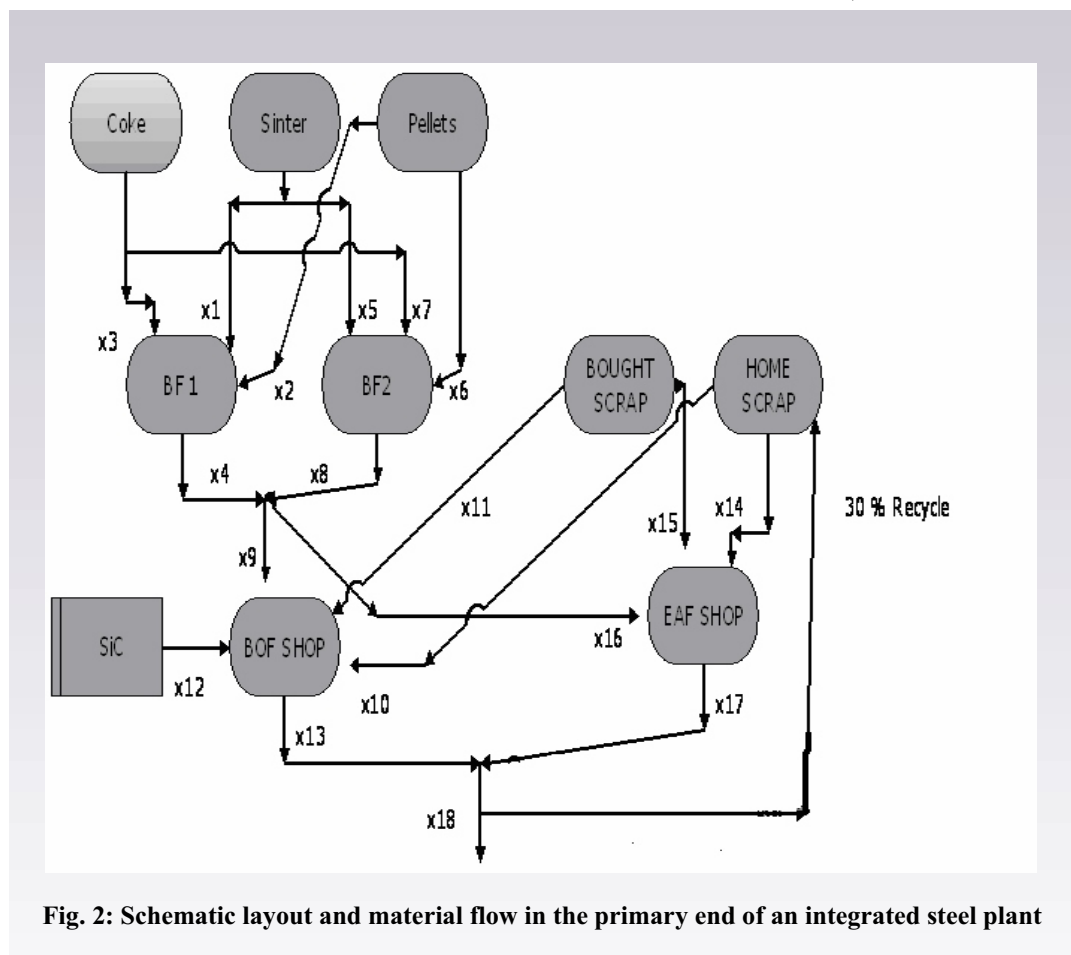 Coke
Sinter
Pellets
x1
x5
x7
x3
BF 1
x2
BF2
x6
BOUGHT
SCRAP
HOME
SCRAP
x4
x8
x11
x15
x14
30 % Recycle
x9
SiC
BOF SHOP
EAF SHOP
x16
x12
x10
x17
x13
x18
Fig. 2: Schematic layout and material flow in the primary end of an integrated steel plant